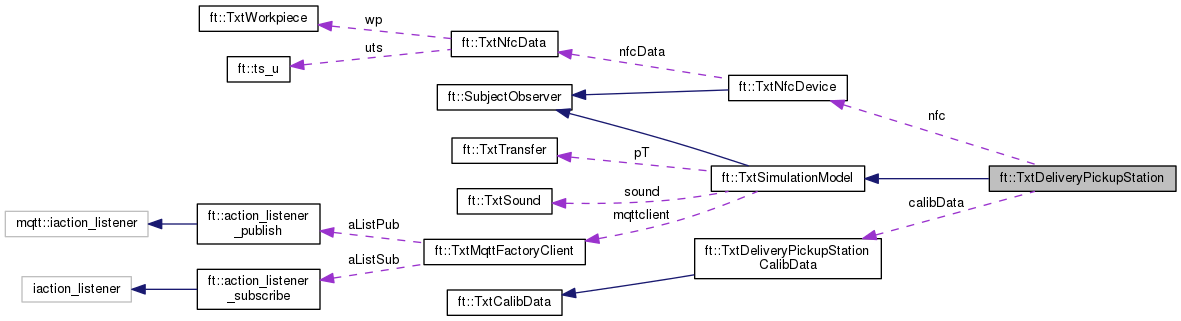 ft::TxtWorkpiece
wp
ft::TxtNfcData
uts
ft::ts_u
nfcData
ft::TxtNfcDevice
ft::SubjectObserver
nfc
ft::TxtTransfer
pT
ft::TxtSimulationModel
ft::TxtDeliveryPickupStation
sound
ft::TxtSound
calibData
mqttclient
mqtt::iaction_listener
ft::action_listener
_publish
aListPub
ft::TxtMqttFactoryClient
ft::TxtDeliveryPickupStation
CalibData
aListSub
iaction_listener
ft::action_listener
_subscribe
ft::TxtCalibData